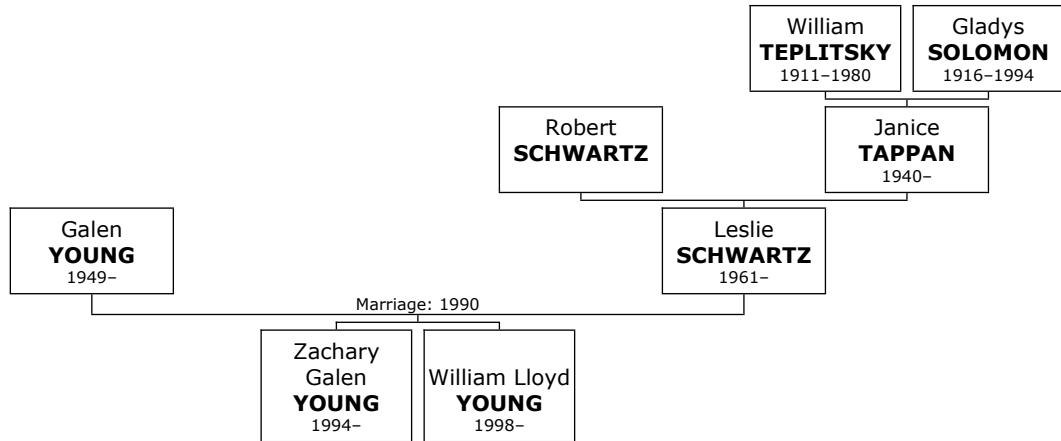 William
TEPLITSKY
1911–1980
Gladys
SOLOMON
1916–1994
Robert
SCHWARTZ
Janice
TAPPAN
1940–
Galen
YOUNG
1949–
Leslie
SCHWARTZ
1961–
Marriage: 1990
Zachary
Galen
YOUNG
1994–
William Lloyd
YOUNG
1998–